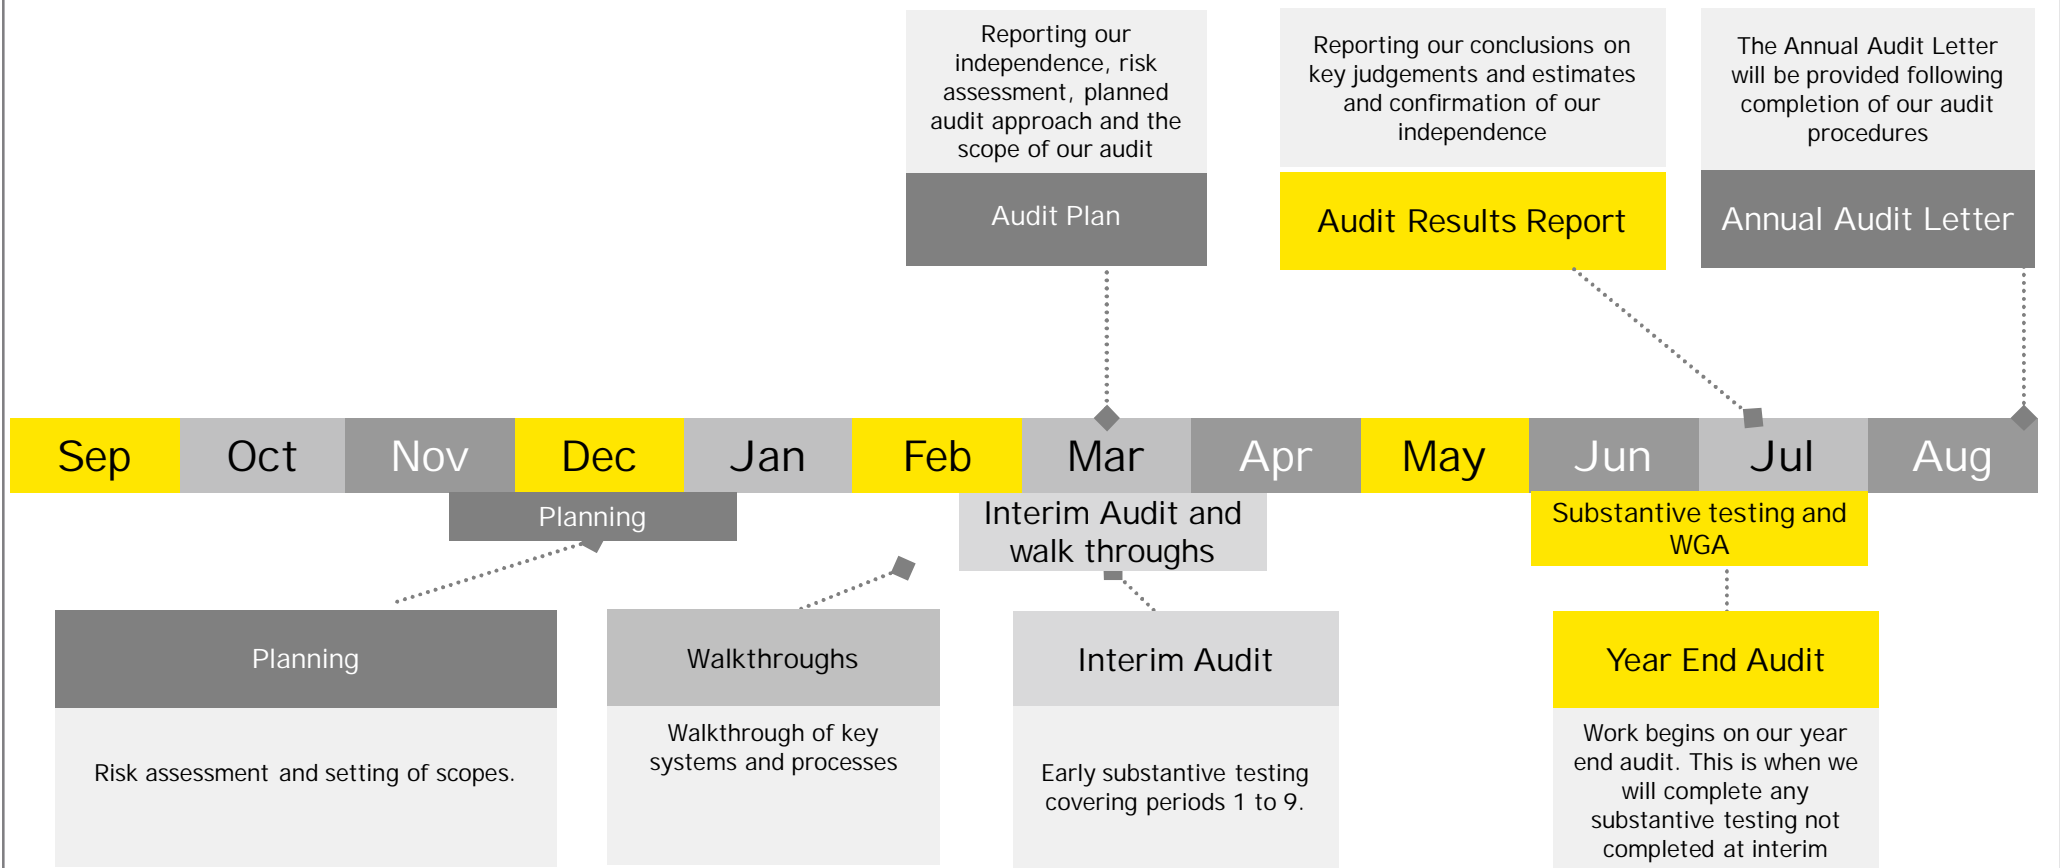 Reporting our
independence, risk
assessment, planned
audit approach and the
scope of our audit
Audit Plan
Reporting our conclusions on
key judgements and estimates
and confirmation of our
independence
Audit Results Report
The Annual Audit Letter
will be provided following
completion of our audit
procedures
Annual Audit Letter
Sep Oct Nov Dec Jan Feb Mar Apr May Jun Jul Aug
Planning
Interim Audit and
walk throughs
Substantive testing and
WGA
Planning
Risk assessment and setting of scopes.
Walkthroughs
Walkthrough of key
systems and processes
Interim Audit
Early substantive testing
covering periods 1 to 9.
Year End Audit
Work begins on our year
end audit. This is when we
will complete any
substantive testing not
completed at interim